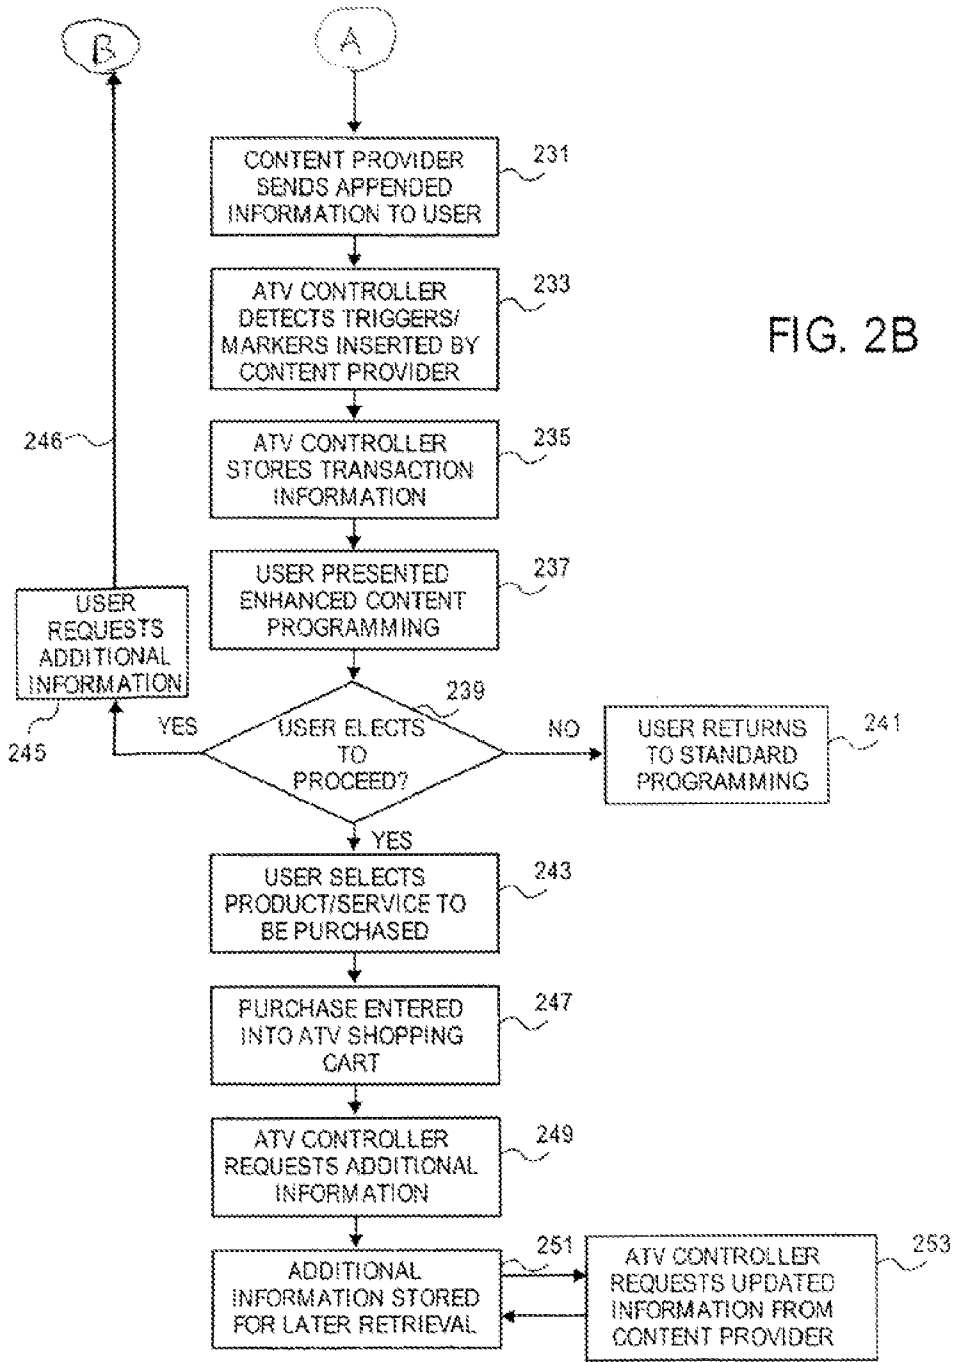 B
A
CONTENT PROVIDER
SENDS APPENDED
INFORMATION TO USER
231
ATV CONTROLLER
DETECTS TRIGGERS/
MARKERS INSERTED BY
CONTENT PROVIDER
233
FIG. 2B
ATV CONTROLLER
STORES TRANSACTION
INFORMATION
235
246
USER PRESENTED
ENHANCED CONTENT
PROGRAMMING
237
USER
REQUESTS
ADDITIONAL
INFORMATION
245
YES
USER ELECTS
TO
PROCEED?
239
NO
USER RETURNS
TO STANDARD
PROGRAMMING
241
YES
USER SELECTS
PRODUCT/SERVICE TO
BE PURCHASED
243
PURCHASE ENTERED
INTO ATV SHOPPING
CART
247
ATV CONTROLLER
REQUESTS ADDITIONAL
INFORMATION
249
ADDITIONAL
INFORMATION STORED
FOR LATER RETRIEVAL
251
ATV CONTROLLER
REQUESTS UPDATED
INFORMATION FROM
CONTENT PROVIDER
253